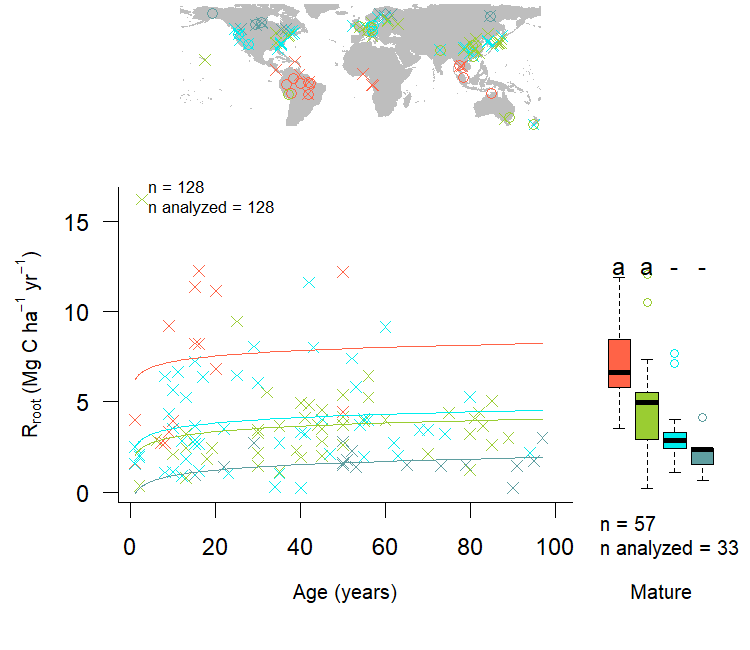 n = 128
n analyzed = 128
15
10
5
0
R_root (Mg C ha⁻¹ yr⁻¹)
0 20 40 60 80 100
Age (years)
a a - -
n = 57
n analyzed = 33
Mature